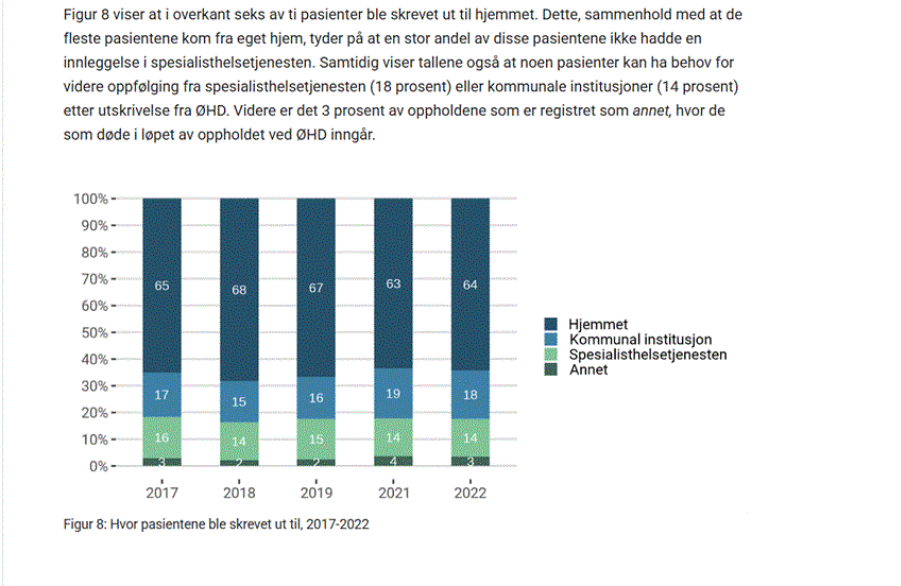 Figur 8 viser at i overkant seks av ti pasienter ble skrevet ut til hjemmet. Dette, sammenhold med at de
fleste pasientene kom fra eget hjem, tyder på at en stor andel av disse pasientene ikke hadde en
innleggelse i spesialisthelsetjenesten. Samtidig viser tallene også at noen pasienter kan ha behov for
videre oppfølging fra spesialisthelsetjenesten (18 prosent) eller kommunale institusjoner (14 prosent)
etter utskrivelse fra ØHD. Videre er det 3 prosent av oppholdene som er registret som annet, hvor de
som døde i løpet av oppholdet ved ØHD inngår.
100%
90%
80%
70%
60%
50%
40%
30%
20%
10%
0%
65 68 67 63 64
17 15 16 19 18
16 14 15 14 14
3 2 2 4 3
2017 2018 2019 2021 2022
Hjemmet
Kommunal institusjon
Spesialisthelsetjenesten
Annet
Figur 8: Hvor pasientene ble skrevet ut til, 2017-2022